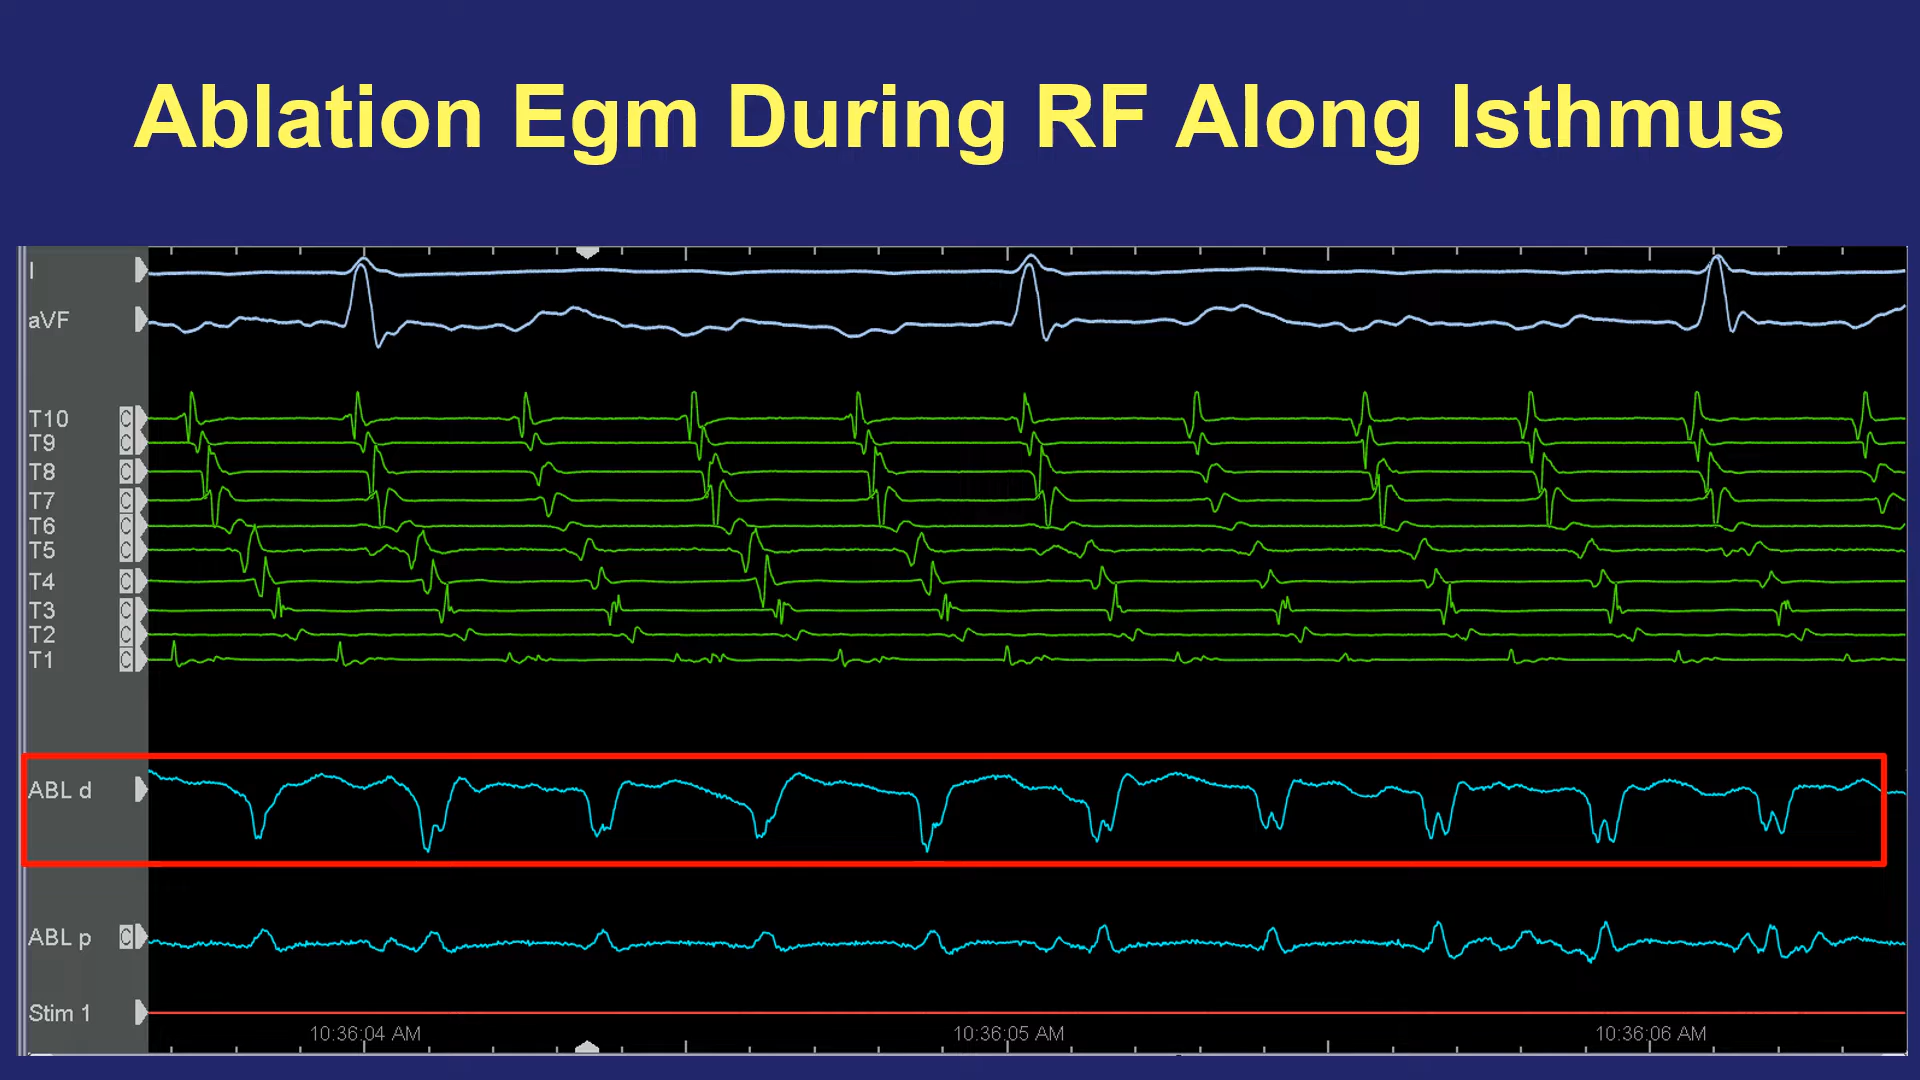 Ablation Egm During RF Along Isthmus
I
aVF
T10 C
T9 C
T8 C
T7 C
T6 C
T5 C
T4 C
T3 C
T2 C
T1 C
ABL d
ABL p C
Stim 1
10:36:04 AM 10:36:05 AM 10:36:06 AM